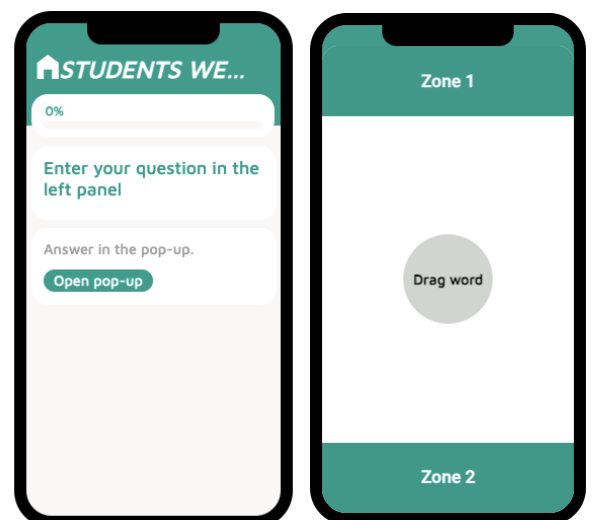 STUDENTS WE...
0%
Enter your question in the
left panel
Answer in the pop-up.
Open pop-up
Zone 1
Drag word
Zone 2